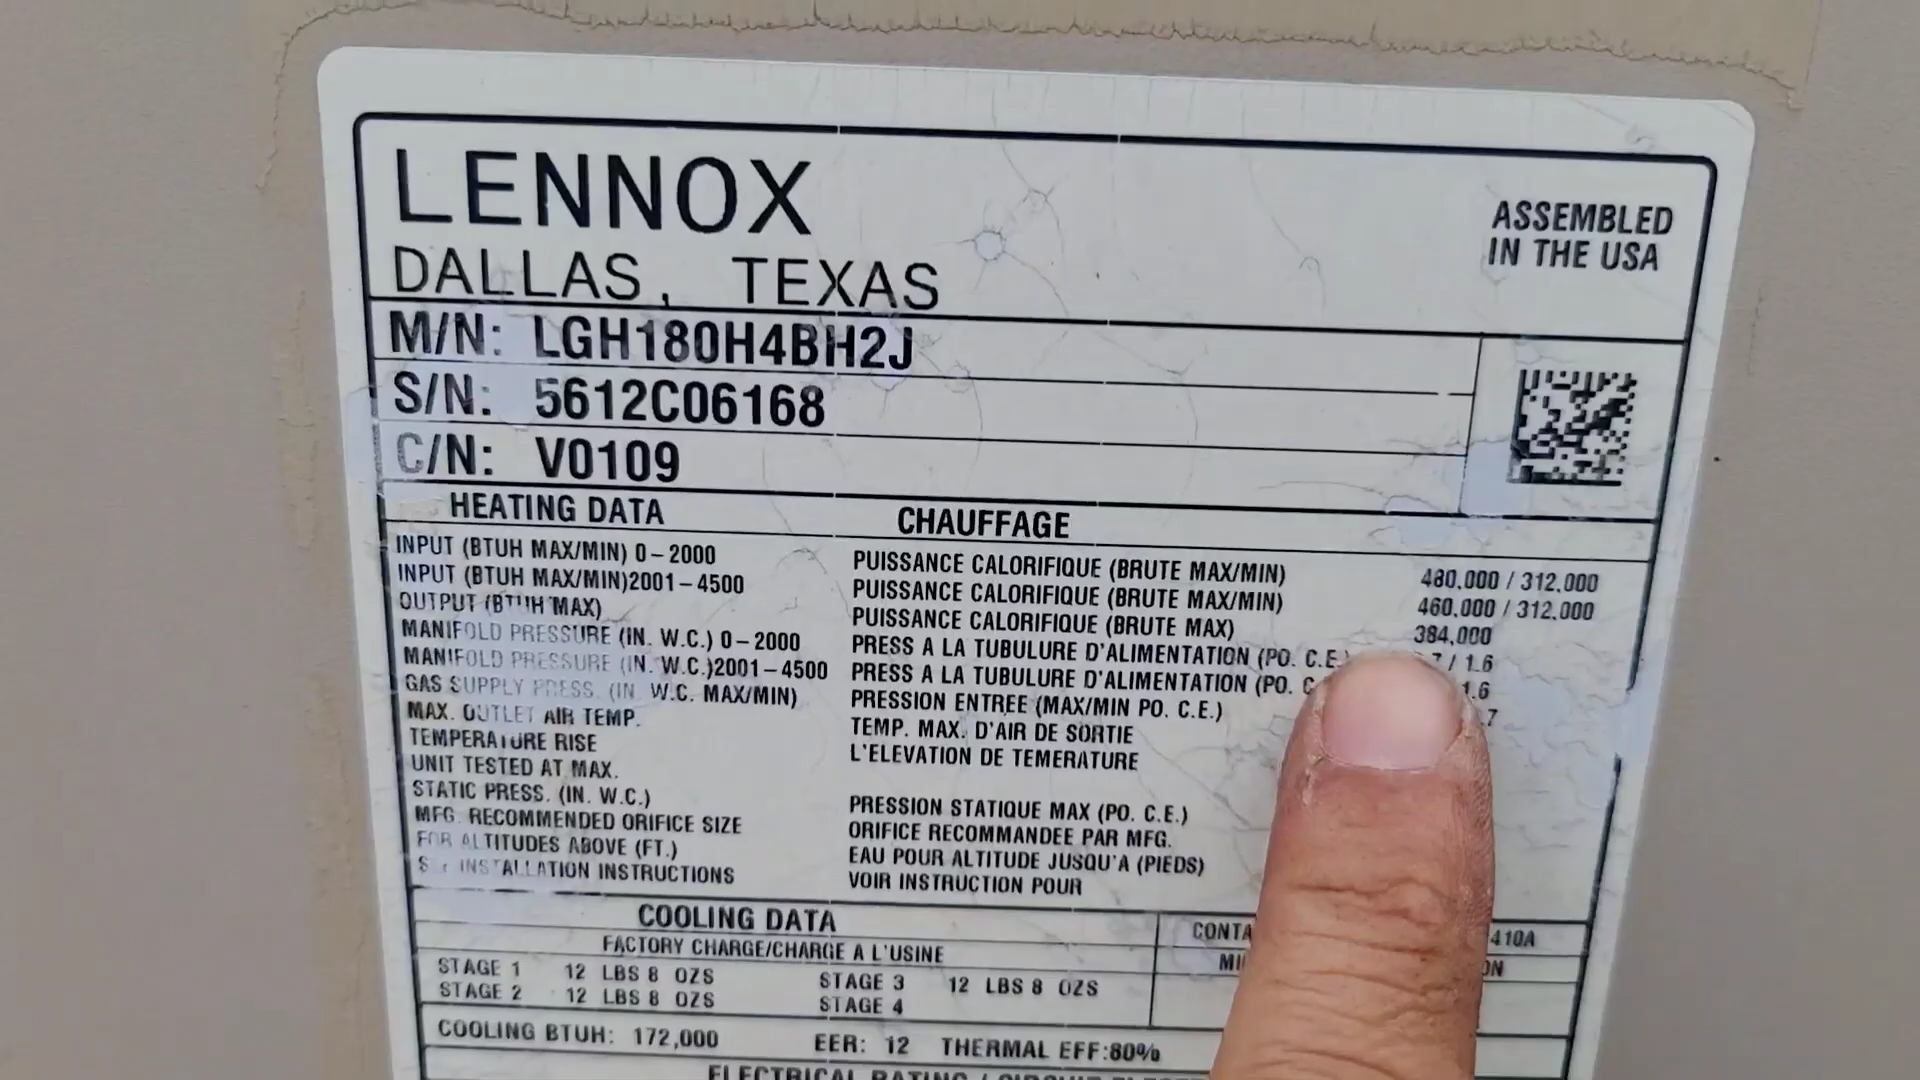 LENNOX
DALLAS, TEXAS
ASSEMBLED
IN THE USA
M/N: LGH180H4BH2J
S/N: 5612C06168
C/N: V0109
HEATING DATA CHAUFFAGE
INPUT (BTUH MAX/MIN) 0-2000 PUISSANCE CALORIFIQUE (BRUTE MAX/MIN) 480,000 / 312,000
INPUT (BTUH MAX/MIN)2001-4500 PUISSANCE CALORIFIQUE (BRUTE MAX/MIN) 460,000 / 312,000
OUTPUT (BTUH MAX) PUISSANCE CALORIFIQUE (BRUTE MAX) 384,000
MANIFOLD PRESSURE (IN. W.C.) 0-2000 PRESS A LA TUBULURE D'ALIMENTATION (PO. C.E.) / 1.6
MANIFOLD PRESSURE (IN. W.C.)2001-4500 PRESS A LA TUBULURE D'ALIMENTATION (PO. 1.6
GAS SUPPLY PRESS. (IN. W.C. MAX/MIN) PRESSION ENTREE (MAX/MIN PO. C.E.)
MAX. OUTLET AIR TEMP. TEMP. MAX. D'AIR DE SORTIE
TEMPERATURE RISE L'ELEVATION DE TEMERATURE
UNIT TESTED AT MAX.
STATIC PRESS. (IN. W.C.) PRESSION STATIQUE MAX (PO. C.E.)
MFG. RECOMMENDED ORIFICE SIZE ORIFICE RECOMMANDEE PAR MFG.
FOR ALTITUDES ABOVE (FT.) EAU POUR ALTITUDE JUSQU'A (PIEDS)
SEE INSTALLATION INSTRUCTIONS VOIR INSTRUCTION POUR
COOLING DATA
FACTORY CHARGE/CHARGE A L'USINE 410A
STAGE 1 12 LBS 8 OZS STAGE 3 12 LBS 8 OZS
STAGE 2 12 LBS 8 OZS STAGE 4
COOLING BTUH: 172,000 EER: 12 THERMAL EFF:80%
ELECTRICAL RATING /